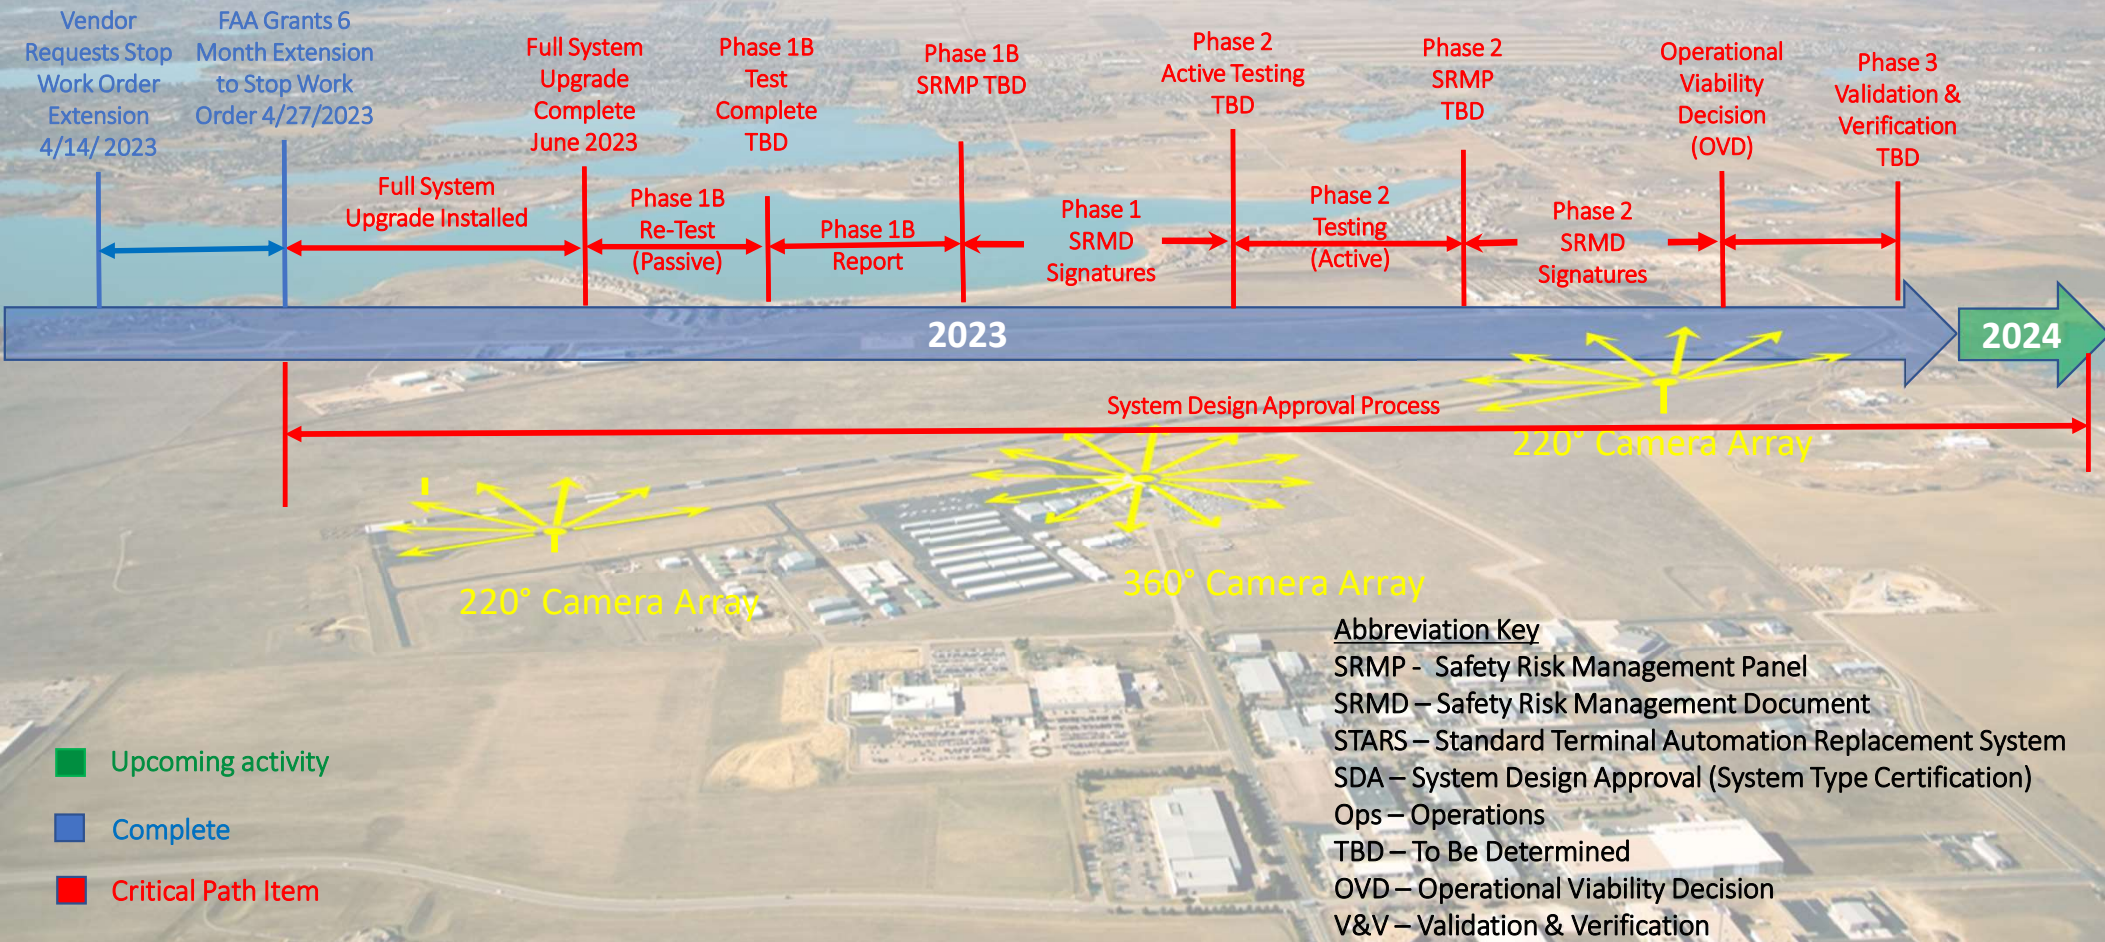 Vendor
Requests Stop
Work Order
Extension
4/14/ 2023
FAA Grants 6
Month Extension
to Stop Work
Order 4/27/2023
Full System
Upgrade
Complete
June 2023
Phase 1B
Test
Complete
TBD
Phase 1B
SRMP TBD
Phase 2
Active Testing
TBD
Phase 2
SRMP
TBD
Operational
Viability
Decision
(OVD)
Phase 3
Validation &
Verification
TBD
Full System
Upgrade Installed
Phase 1B
Re-Test
(Passive)
Phase 1B
Report
Phase 1
SRMD
Signatures
Phase 2
Testing
(Active)
Phase 2
SRMD
Signatures
2023
2024
System Design Approval Process
220° Camera Array
360° Camera Array
220° Camera Array
Upcoming activity
Complete
Critical Path Item
Abbreviation Key
SRMP - Safety Risk Management Panel
SRMD – Safety Risk Management Document
STARS – Standard Terminal Automation Replacement System
SDA – System Design Approval (System Type Certification)
Ops – Operations
TBD – To Be Determined
OVD – Operational Viability Decision
V&V – Validation & Verification